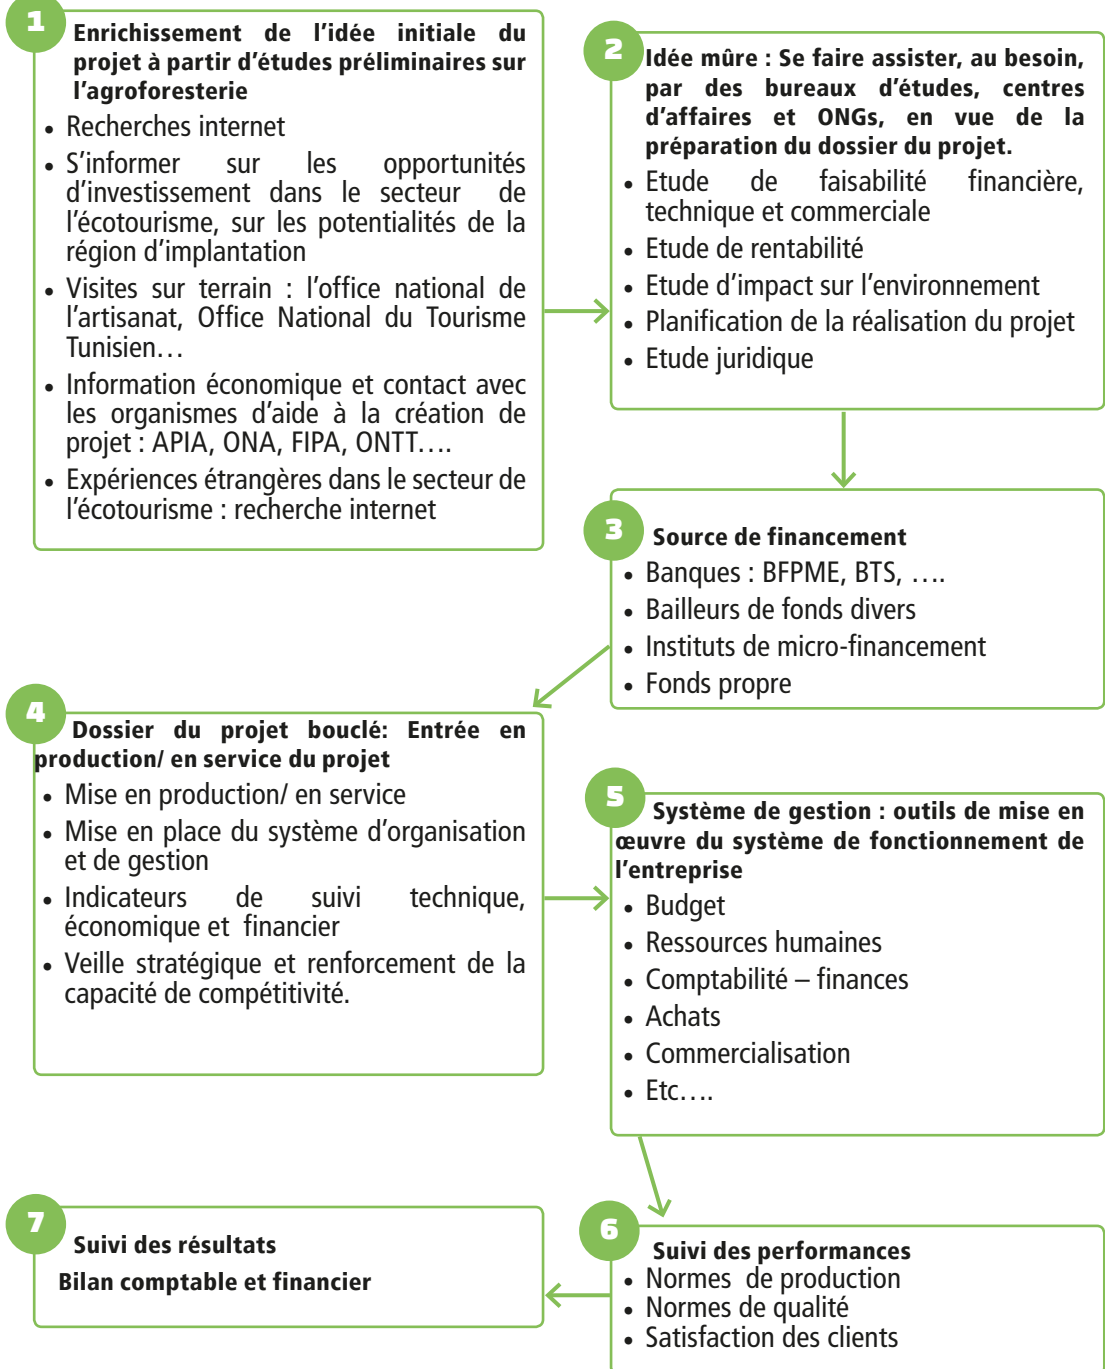 1
Enrichissement de l’idée initiale du
projet à partir d’études préliminaires sur
l’agroforesterie
• Recherches internet
• S’informer sur les opportunités
d’investissement dans le secteur de
l’écotourisme, sur les potentialités de la
région d’implantation
• Visites sur terrain : l’office national de
l’artisanat, Office National du Tourisme
Tunisien…
• Information économique et contact avec
les organismes d’aide à la création de
projet : APIA, ONA, FIPA, ONTT….
• Expériences étrangères dans le secteur de
l’écotourisme : recherche internet
2
Idée mûre : Se faire assister, au besoin,
par des bureaux d’études, centres
d’affaires et ONGs, en vue de la
préparation du dossier du projet.
• Etude de faisabilité financière,
technique et commerciale
• Etude de rentabilité
• Etude d’impact sur l’environnement
• Planification de la réalisation du projet
• Etude juridique
3
Source de financement
• Banques : BFPME, BTS, ….
• Bailleurs de fonds divers
• Instituts de micro-financement
• Fonds propre
4
Dossier du projet bouclé: Entrée en
production/ en service du projet
• Mise en production/ en service
• Mise en place du système d’organisation
et de gestion
• Indicateurs de suivi technique,
économique et financier
• Veille stratégique et renforcement de la
capacité de compétitivité.
5
Système de gestion : outils de mise en
œuvre du système de fonctionnement de
l’entreprise
• Budget
• Ressources humaines
• Comptabilité – finances
• Achats
• Commercialisation
• Etc….
6
Suivi des performances
• Normes de production
• Normes de qualité
• Satisfaction des clients
7
Suivi des résultats
Bilan comptable et financier